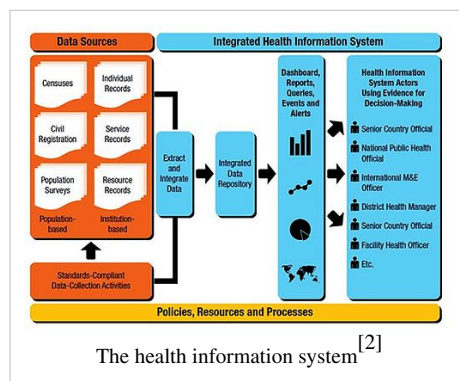 Data Sources
Integrated Health Information System
Censuses
Individual
Records
Civil
Registration
Service
Records
Population
Surveys
Resource
Records
Population-
based
Institution-
based
Standards-Compliant
Data-Collection Activities
Extract
and
Integrate
Data
Integrated
Data
Repository
Dashboard,
Reports,
Queries,
Events and
Alerts
Health Information
System Actors
Using Evidence for
Decision-Making
Senior Country Official
National Public Health
Official
International M&E
Officer
District Health Manager
Senior Country Official
Facility Health Officer
Etc.
Policies, Resources and Processes
The health information system[2]